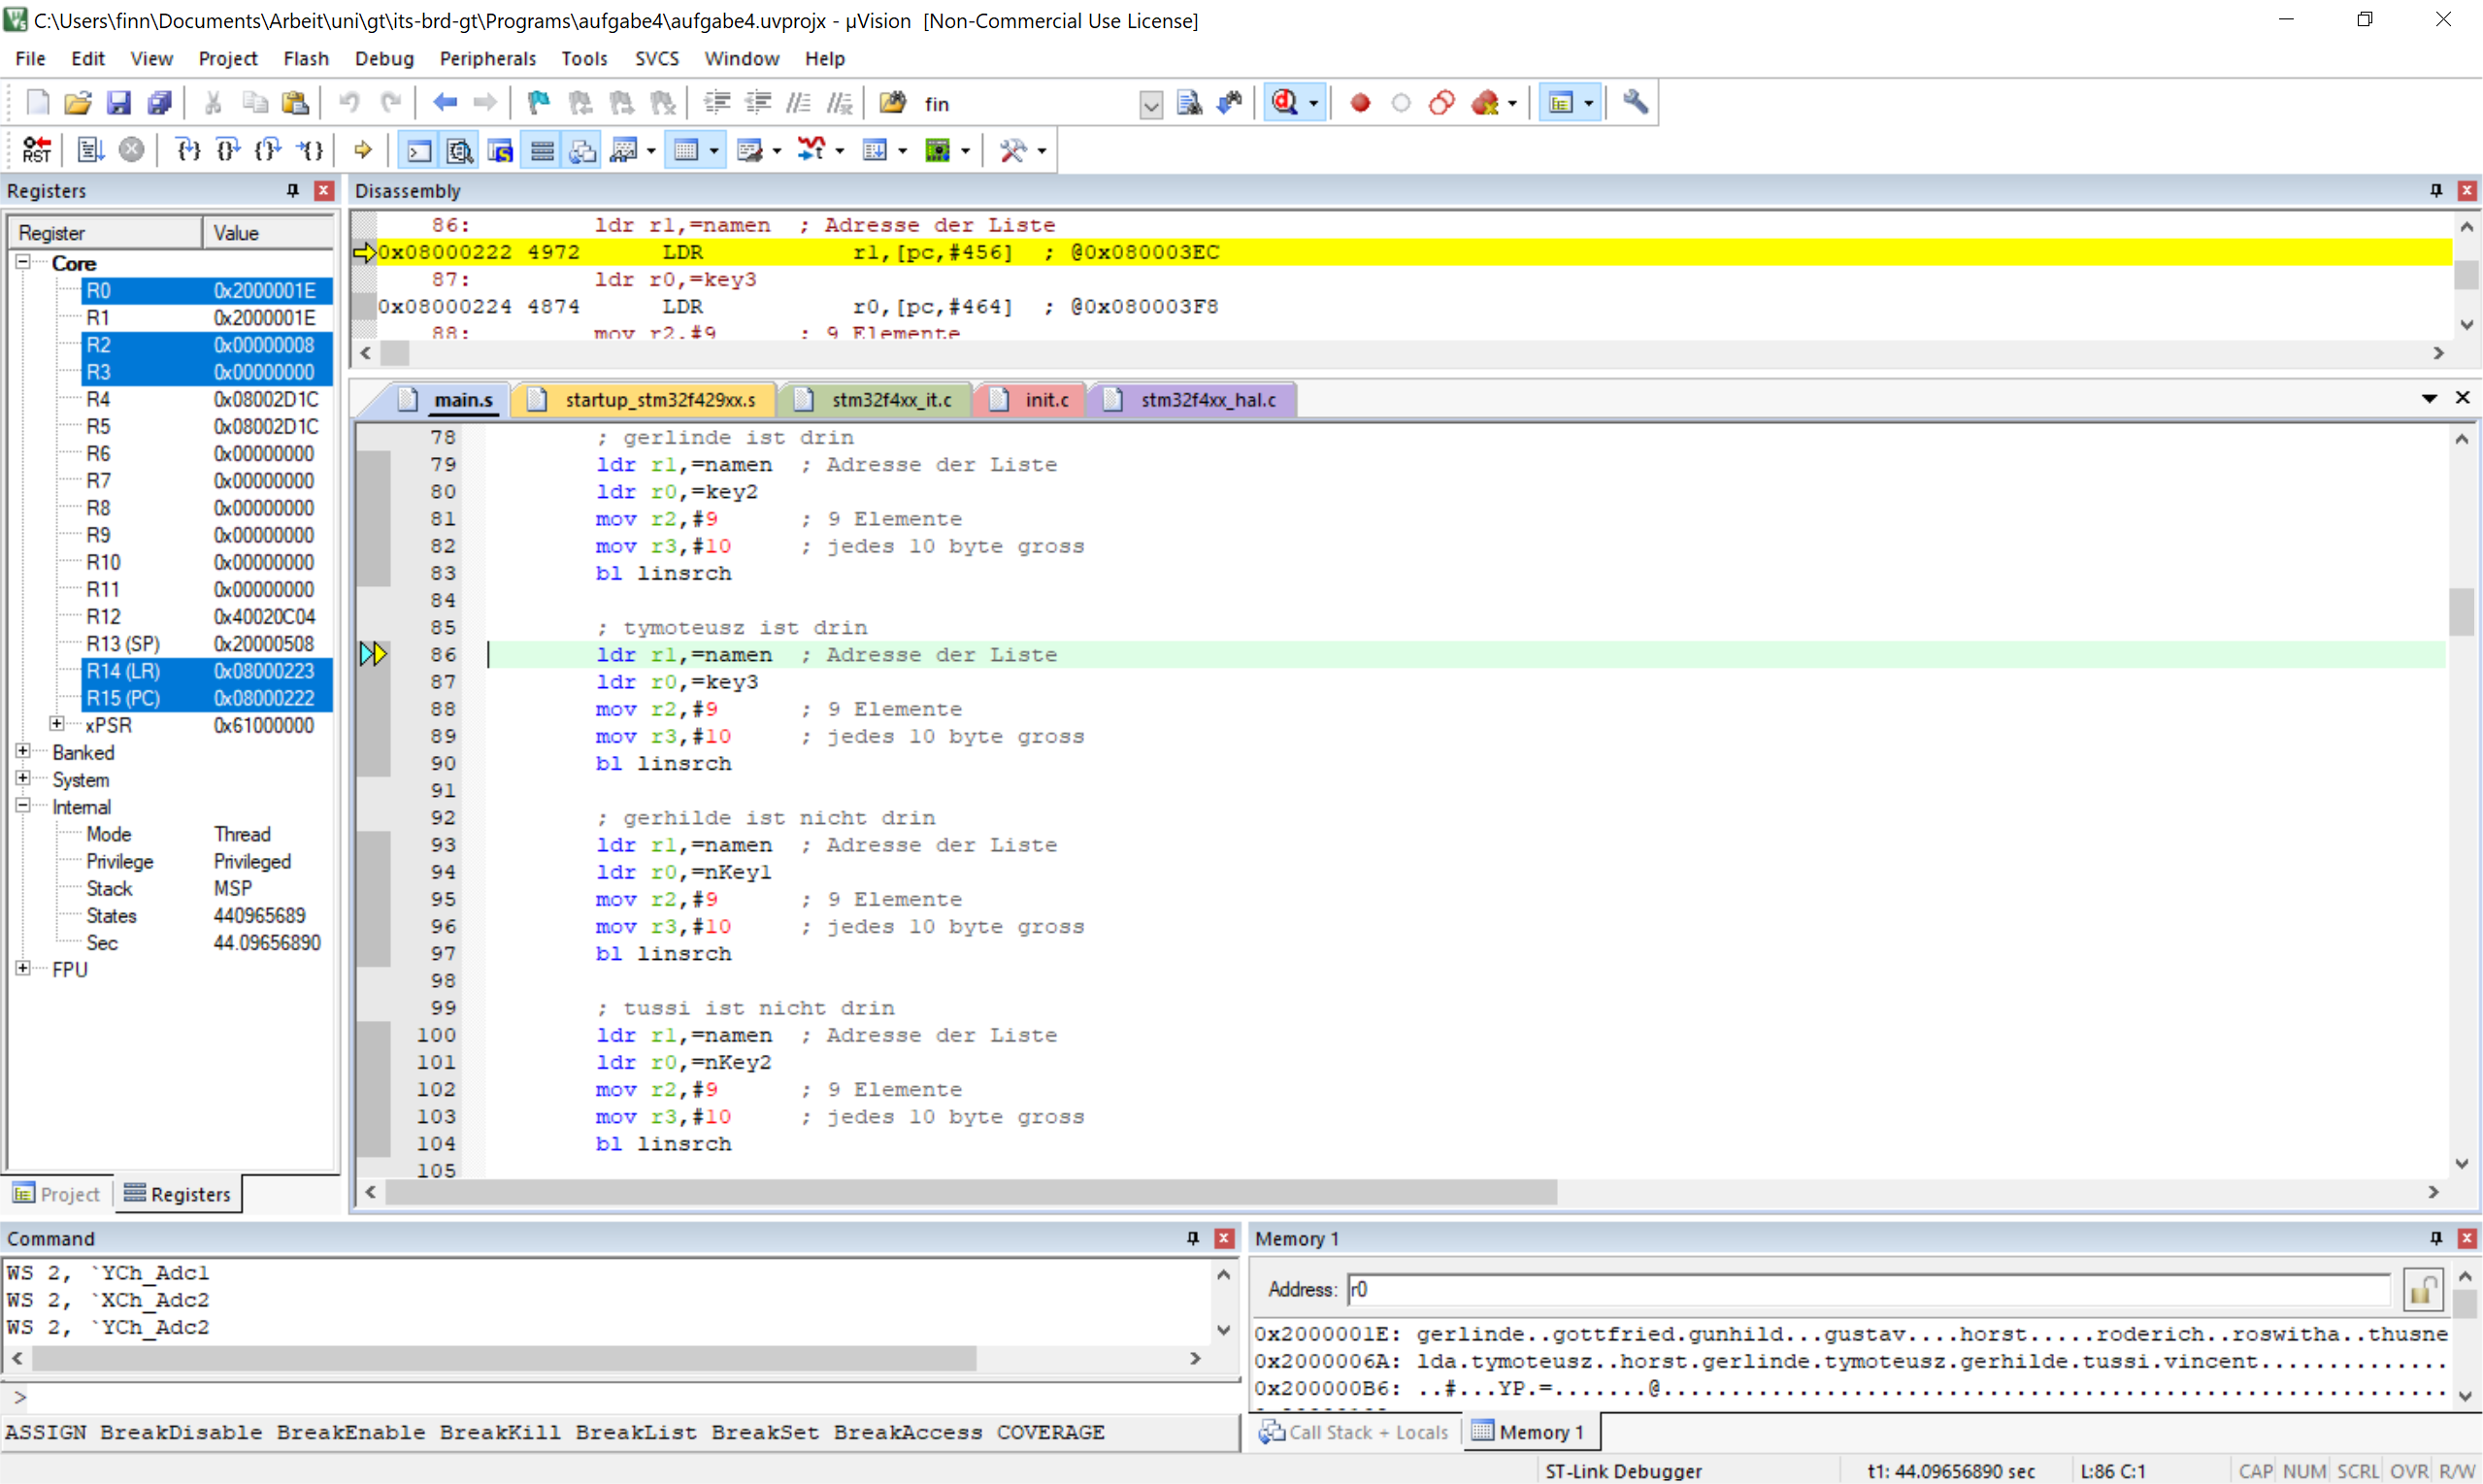 C:\Users\finn\Documents\Arbeit\uni\gt\its-brd-gt\Programs\aufgabe4\aufgabe4.uvprojx - µVision  [Non-Commercial Use License]
File Edit View Project Flash Debug Peripherals Tools SVCS Window Help
fin
RST
Registers
Register Value
Core
R0 0x2000001E
R1 0x2000001E
R2 0x00000008
R3 0x00000000
R4 0x08002D1C
R5 0x08002D1C
R6 0x00000000
R7 0x00000000
R8 0x00000000
R9 0x00000000
R10 0x00000000
R11 0x00000000
R12 0x40020C04
R13 (SP) 0x20000508
R14 (LR) 0x08000223
R15 (PC) 0x08000222
xPSR 0x61000000
Banked
System
Internal
Mode Thread
Privilege Privileged
Stack MSP
States 440965689
Sec 44.09656890
FPU
Project Registers
Disassembly
86: ldr r1,=namen ; Adresse der Liste
0x08000222 4972 LDR r1,[pc,#456] ; @0x080003EC
87: ldr r0,=key3
0x08000224 4874 LDR r0,[pc,#464] ; @0x080003F8
88: mov r2,#9 ; 9 Elemente
main.s startup_stm32f429xx.s stm32f4xx_it.c init.c stm32f4xx_hal.c
78 ; gerlinde ist drin
79 ldr r1,=namen ; Adresse der Liste
80 ldr r0,=key2
81 mov r2,#9 ; 9 Elemente
82 mov r3,#10 ; jedes 10 byte gross
83 bl linsrch
84
85 ; tymoteusz ist drin
86 ldr r1,=namen ; Adresse der Liste
87 ldr r0,=key3
88 mov r2,#9 ; 9 Elemente
89 mov r3,#10 ; jedes 10 byte gross
90 bl linsrch
91
92 ; gerhilde ist nicht drin
93 ldr r1,=namen ; Adresse der Liste
94 ldr r0,=nKey1
95 mov r2,#9 ; 9 Elemente
96 mov r3,#10 ; jedes 10 byte gross
97 bl linsrch
98
99 ; tussi ist nicht drin
100 ldr r1,=namen ; Adresse der Liste
101 ldr r0,=nKey2
102 mov r2,#9 ; 9 Elemente
103 mov r3,#10 ; jedes 10 byte gross
104 bl linsrch
105
Command
WS 2, `YCh_Adc1
WS 2, `XCh_Adc2
WS 2, `YCh_Adc2
>
ASSIGN BreakDisable BreakEnable BreakKill BreakList BreakSet BreakAccess COVERAGE
Memory 1
Address: r0
0x2000001E: gerlinde..gottfried.gunhild...gustav....horst.....roderich..roswitha..thusne
0x2000006A: lda.tymoteusz..horst.gerlinde.tymoteusz.gerhilde.tussi.vincent..............
0x200000B6: ..#...YP.=.......@..........................................................
Call Stack + Locals Memory 1
ST-Link Debugger t1: 44.09656890 sec L:86 C:1 CAP NUM SCRL OVR R/W